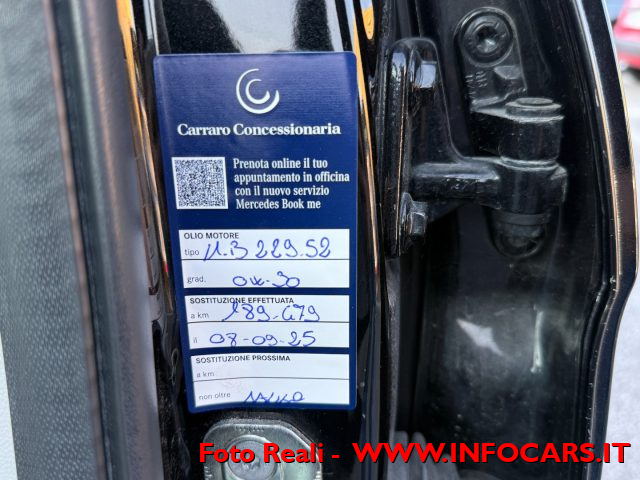 Carraro Concessionaria
Prenota online il tuo
appuntamento in officina
con il nuovo servizio
Mercedes Book me
OLIO MOTORE
tipo M.B 229.52
grad. 0W-30
SOSTITUZIONE EFFETTUATA
a km 189.479
il 08-09-25
SOSTITUZIONE PROSSIMA
a km
non oltre
Foto Reali - WWW.INFOCARS.IT